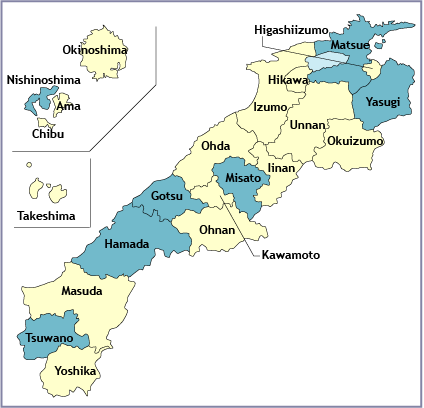 Higashiizumo
Okinoshima
Matsue
Nishinoshima
Hikawa
Yasugi
Ama
Izumo
Chibu
Unnan
Okuizumo
Ohda
Iinan
Misato
Gotsu
Takeshima
Ohnan
Hamada
Kawamoto
Masuda
Tsuwano
Yoshika